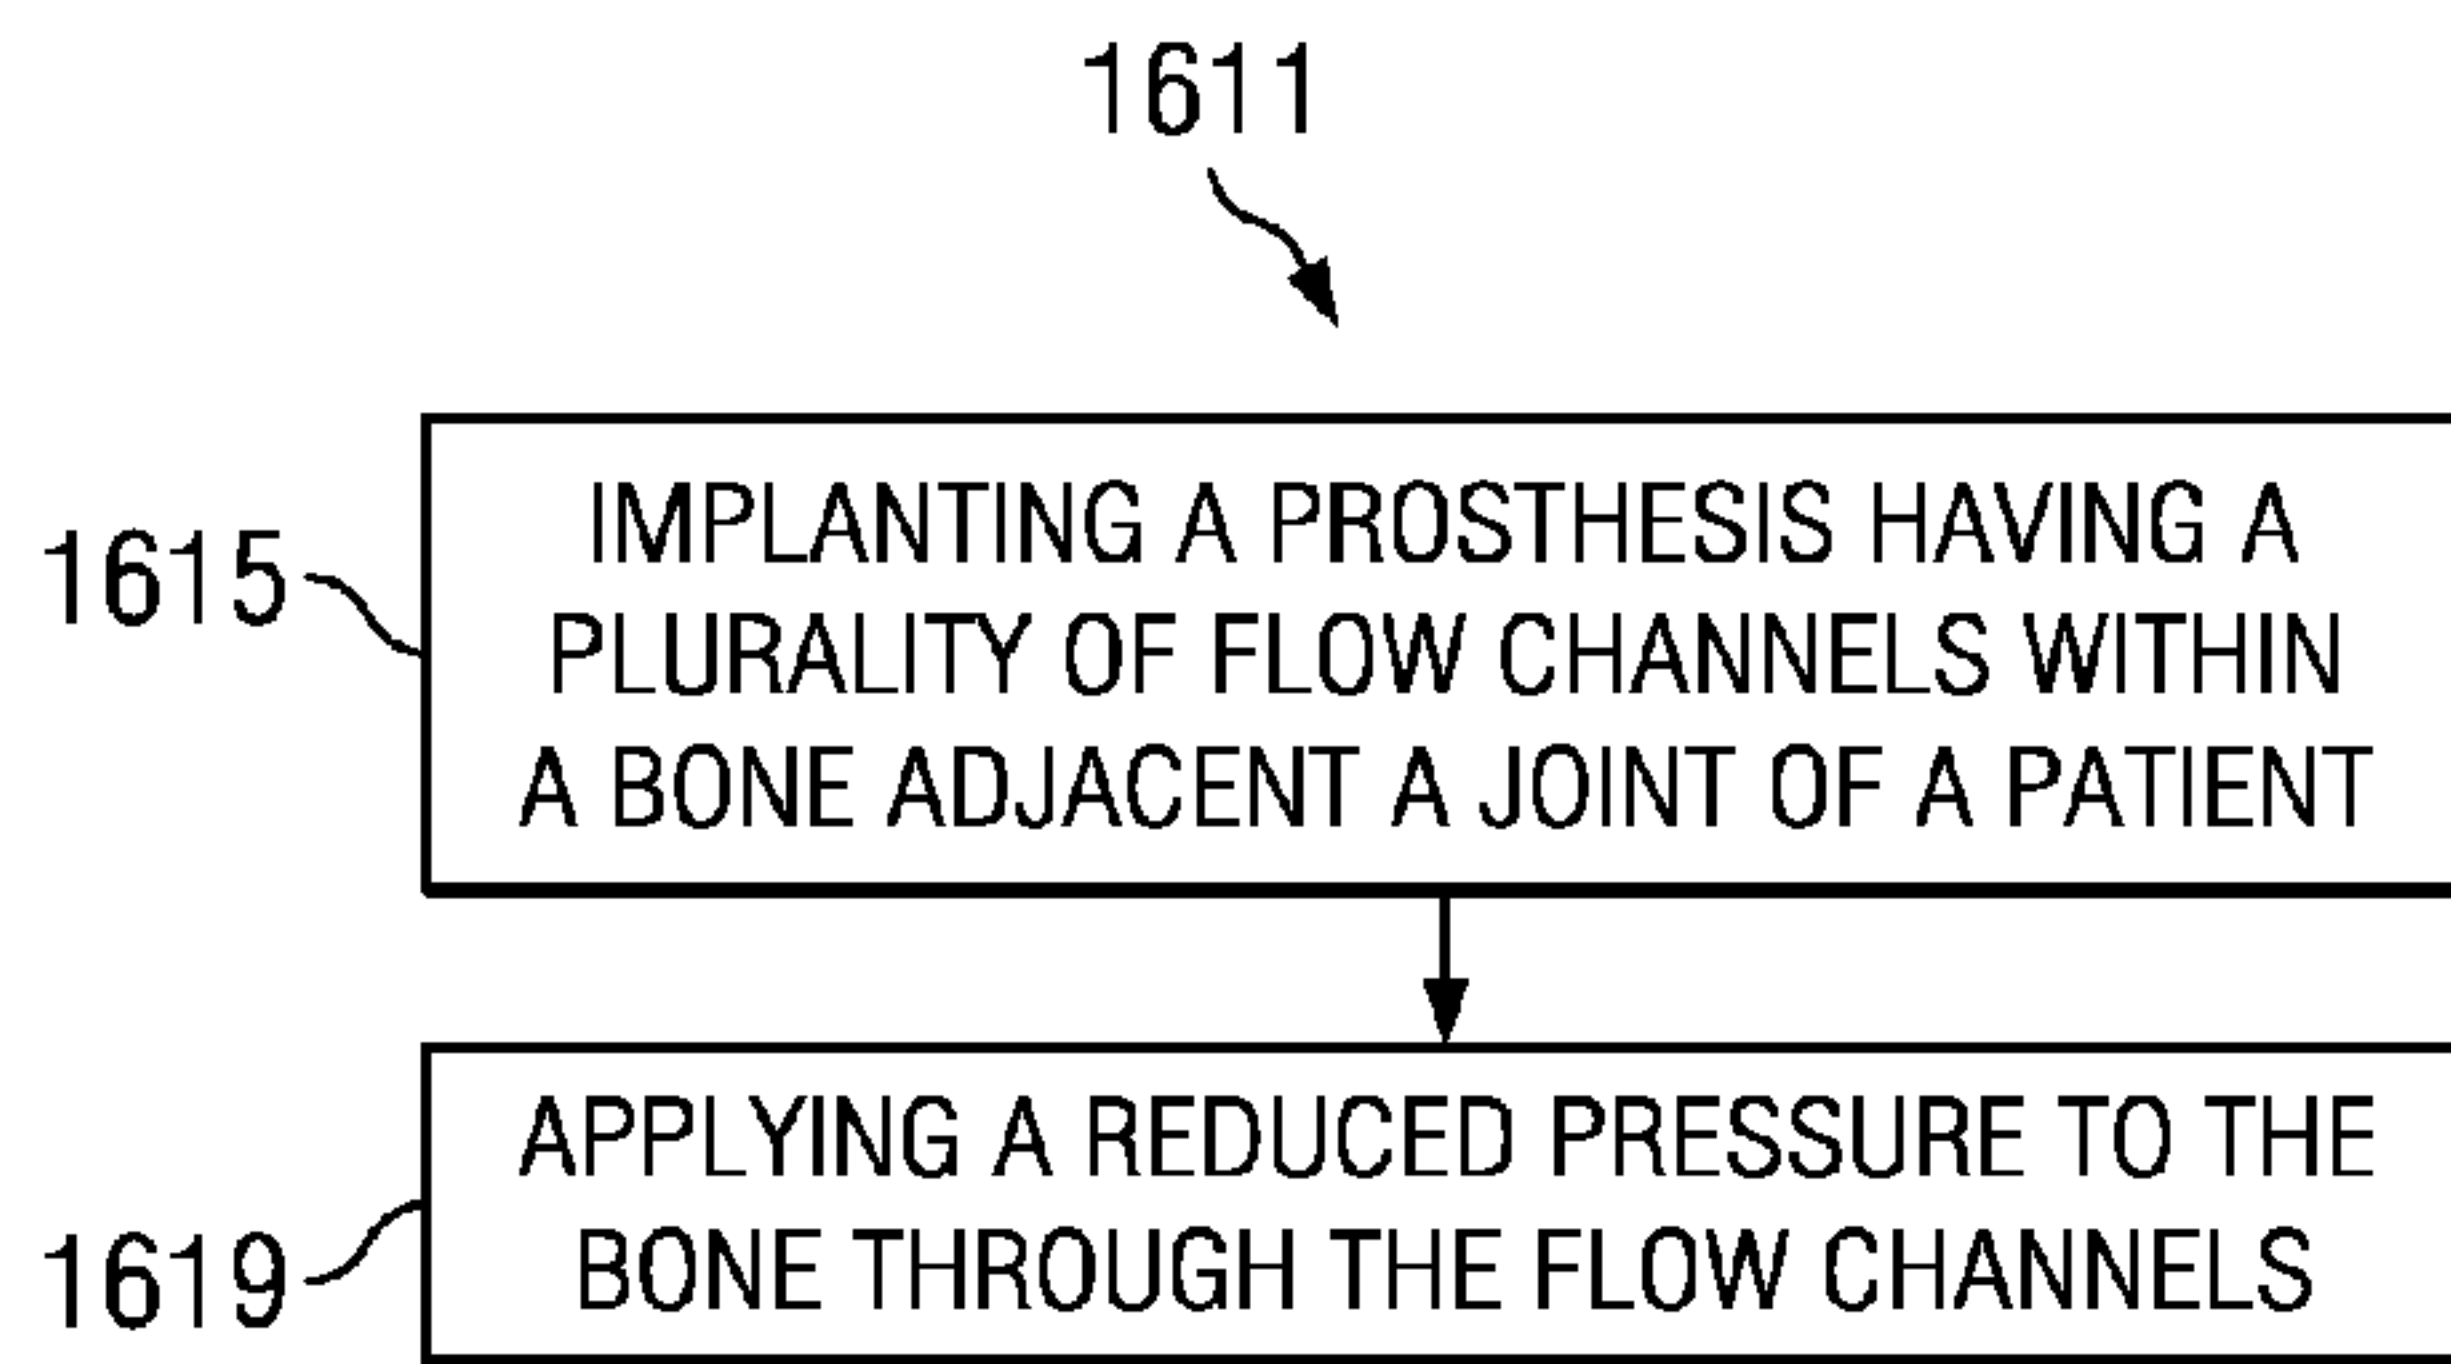 1611
1615
IMPLANTING A PROSTHESIS HAVING A
PLURALITY OF FLOW CHANNELS WITHIN
A BONE ADJACENT A JOINT OF A PATIENT
1619
APPLYING A REDUCED PRESSURE TO THE
BONE THROUGH THE FLOW CHANNELS